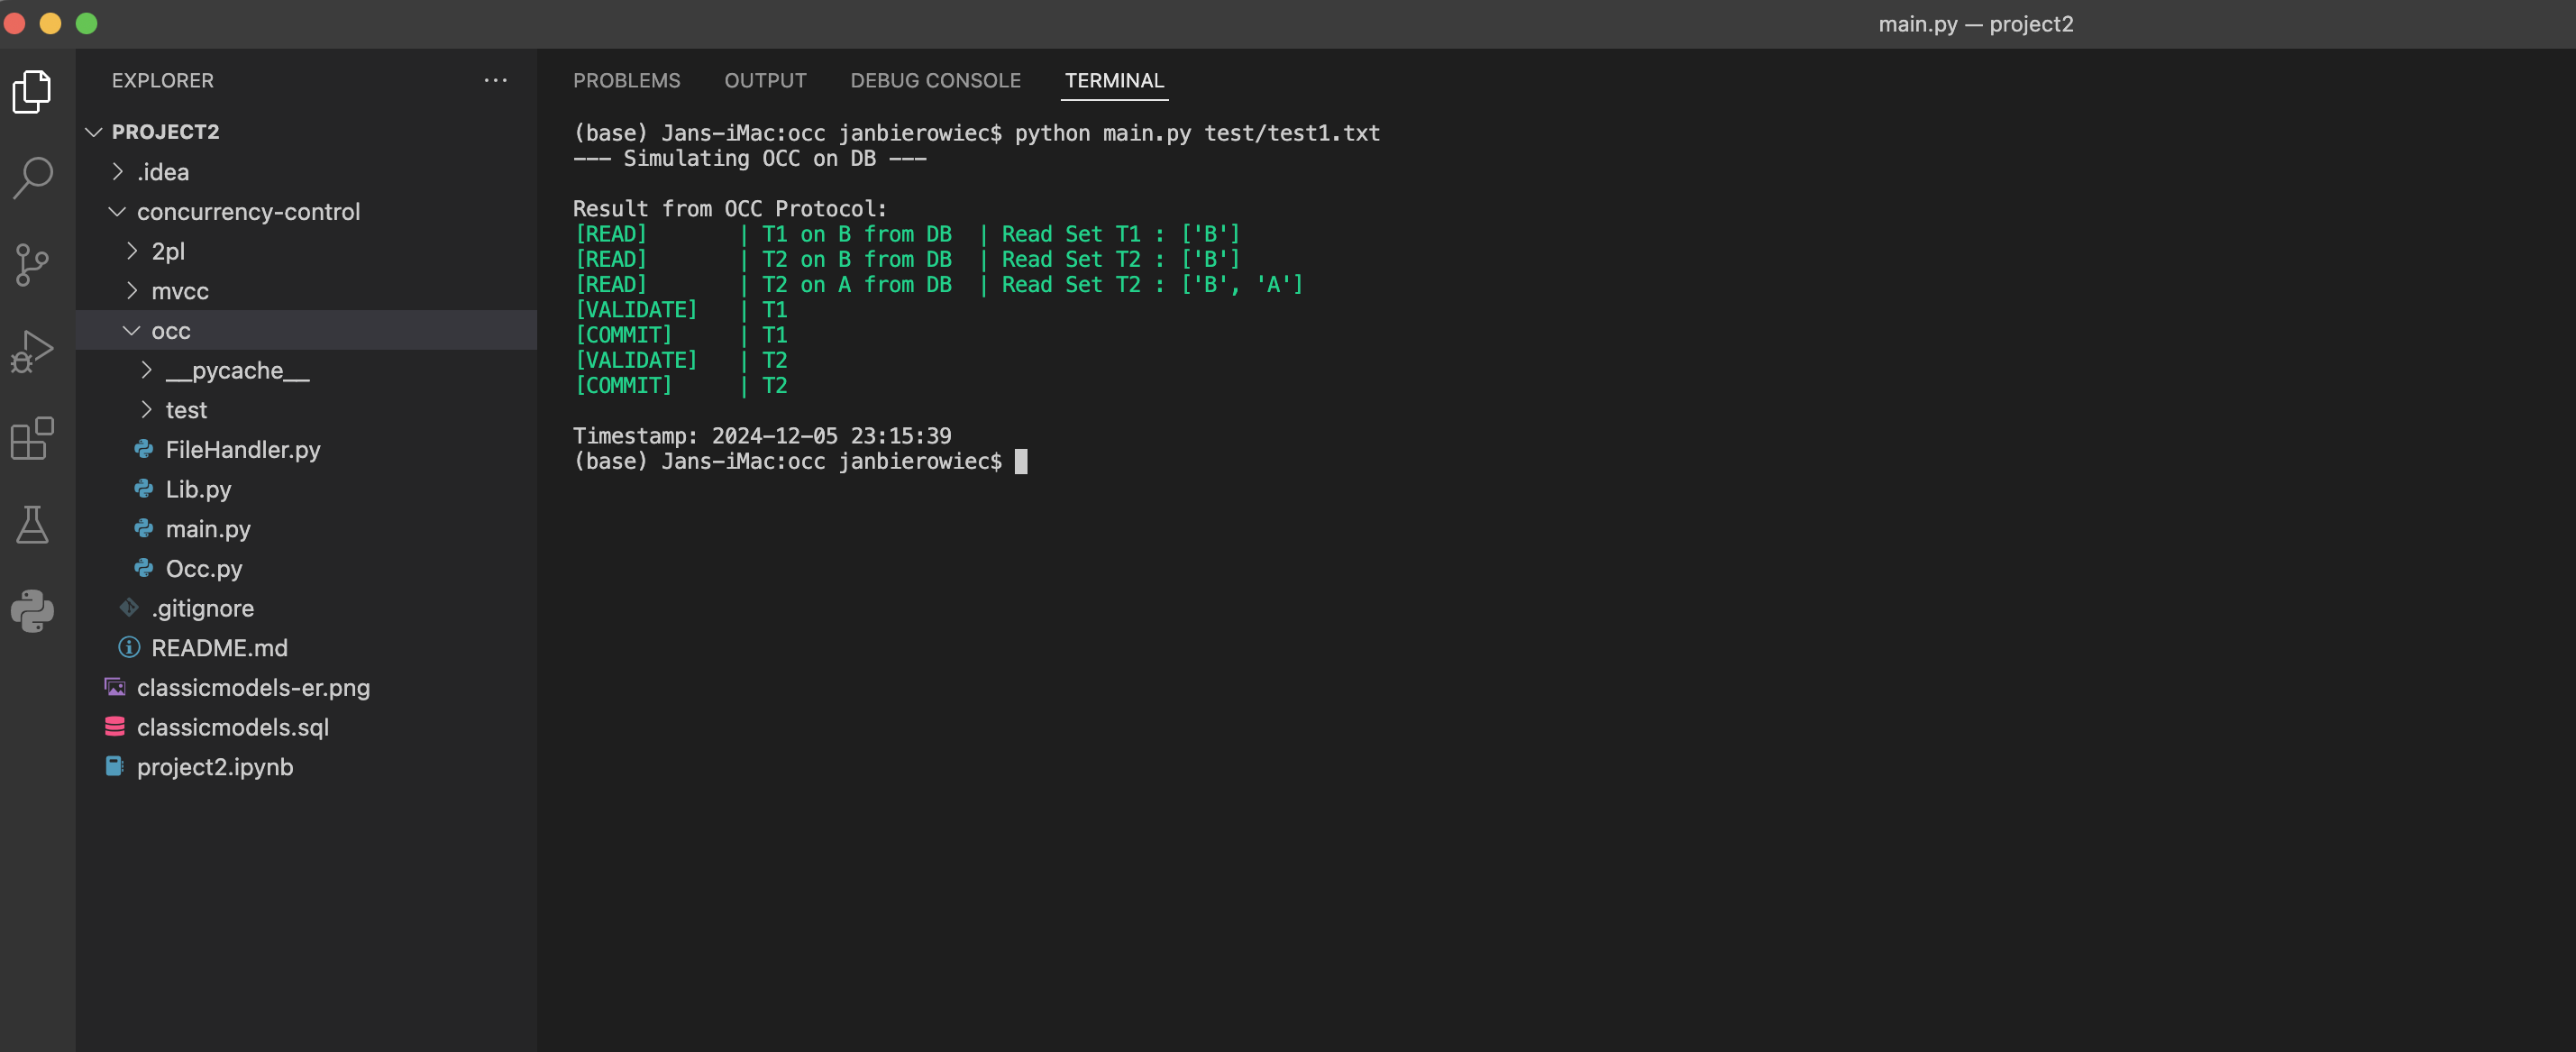 main.py — project2
EXPLORER
PROJECT2
.idea
concurrency-control
2pl
mvcc
occ
__pycache__
test
FileHandler.py
Lib.py
main.py
Occ.py
.gitignore
README.md
classicmodels-er.png
classicmodels.sql
project2.ipynb
PROBLEMS OUTPUT DEBUG CONSOLE TERMINAL
(base) Jans-iMac:occ janbierowiec$ python main.py test/test1.txt
--- Simulating OCC on DB ---
Result from OCC Protocol:
[READ] | T1 on B from DB | Read Set T1 : ['B']
[READ] | T2 on B from DB | Read Set T2 : ['B']
[READ] | T2 on A from DB | Read Set T2 : ['B', 'A']
[VALIDATE] | T1
[COMMIT] | T1
[VALIDATE] | T2
[COMMIT] | T2
Timestamp: 2024-12-05 23:15:39
(base) Jans-iMac:occ janbierowiec$